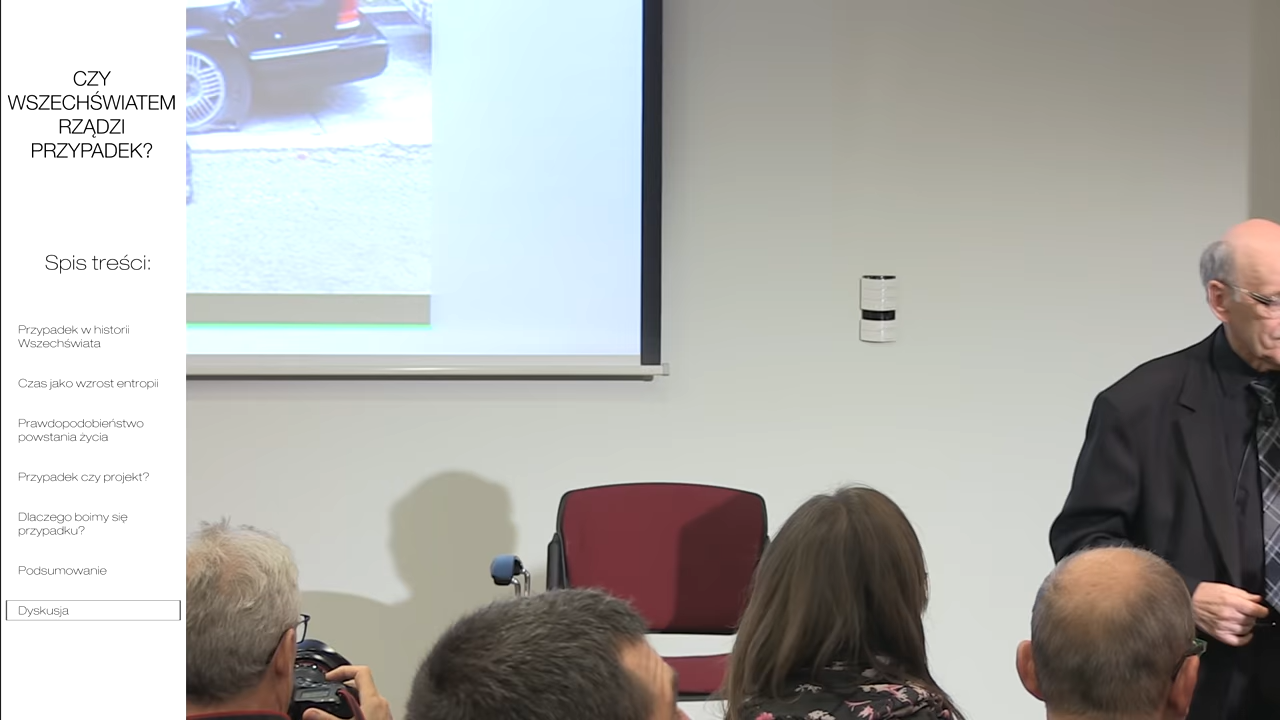 CZY
WSZECHŚWIATEM
RZĄDZI
PRZYPADEK?
Spis treści:
Przypadek w historii
Wszechświata
Czas jako wzrost entropii
Prawdopodobieństwo
powstania życia
Przypadek czy projekt?
Dlaczego boimy się
przypadku?
Podsumowanie
Dyskusja